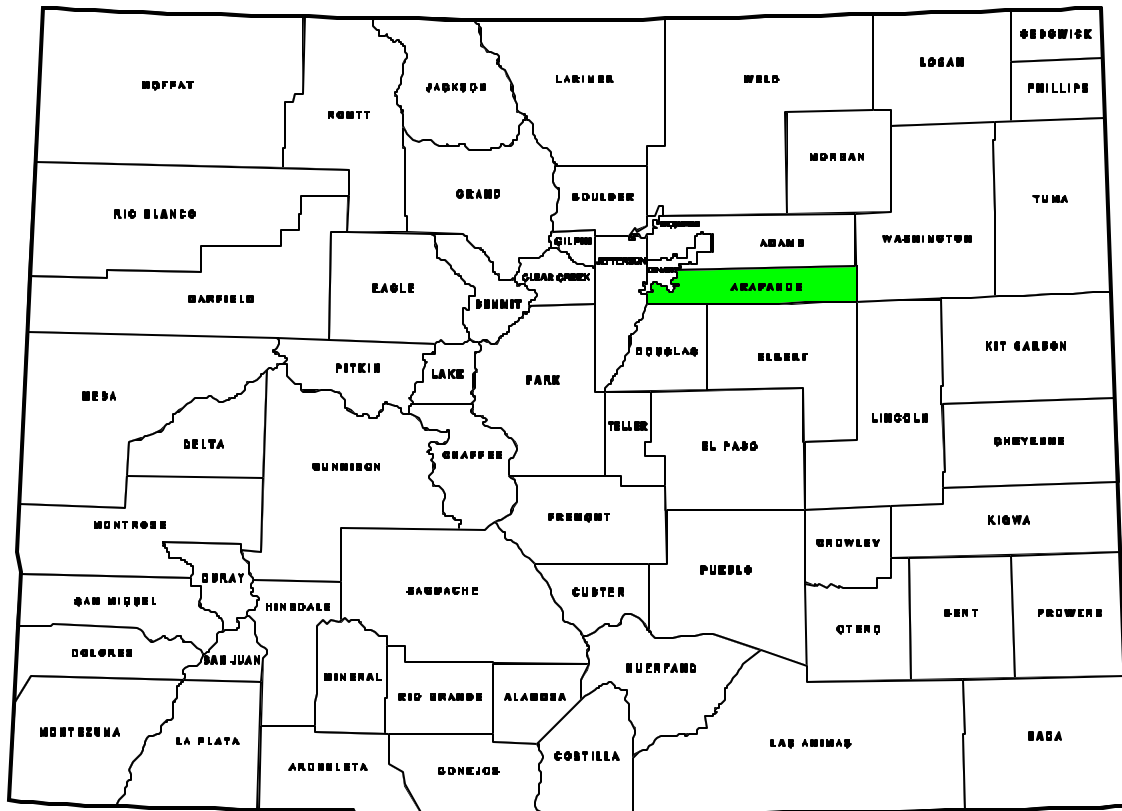 MOFFAT
ROUTT
JACKSON
LARIMER
WELD
LOGAN
SEDGWICK
PHILLIPS
MORGAN
GRAND
BOULDER
RIO BLANCO
YUMA
GILPIN
ADAMS
WASHINGTON
JEFFERSON
CLEAR CREEK
ARAPAHOE
EAGLE
GARFIELD
SUMMIT
DOUGLAS
ELBERT
KIT CARSON
PITKIN
LAKE
PARK
MESA
LINCOLN
TELLER
DELTA
EL PASO
CHEYENNE
CHAFFEE
GUNNISON
FREMONT
MONTROSE
KIOWA
CROWLEY
PUEBLO
OURAY
SAGUACHE
CUSTER
SAN MIGUEL
HINSDALE
BENT
PROWERS
OTERO
DOLORES
SAN JUAN
HUERFANO
MINERAL
RIO GRANDE
ALAMOSA
MONTEZUMA
LA PLATA
LAS ANIMAS
BACA
COSTILLA
ARCHULETA
CONEJOS